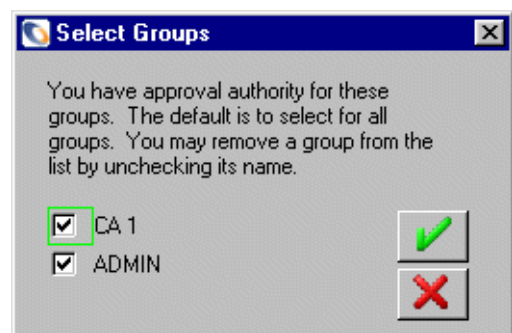 Select Groups
You have approval authority for these
groups. The default is to select for all
groups. You may remove a group from the
list by unchecking its name.
CA 1
ADMIN